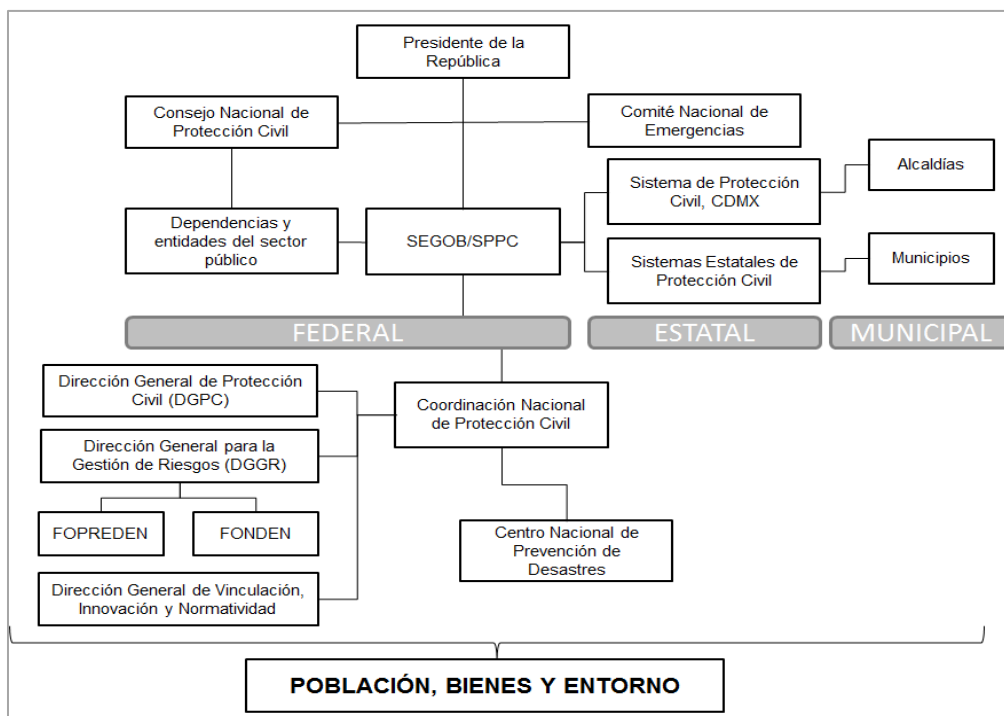 Presidente de la
República
Consejo Nacional de
Protección Civil
Comité Nacional de
Emergencias
Sistema de Protección
Civil, CDMX
Alcaldías
Dependencias y
entidades del sector
público
SEGOB/SPPC
Sistemas Estatales de
Protección Civil
Municipios
FEDERAL
ESTATAL
MUNICIPAL
Dirección General de Protección
Civil (DGPC)
Coordinación Nacional
de Protección Civil
Dirección General para la
Gestión de Riesgos (DGGR)
FOPREDEN
FONDEN
Centro Nacional de
Prevención de
Desastres
Dirección General de Vinculación,
Innovación y Normatividad
POBLACIÓN, BIENES Y ENTORNO